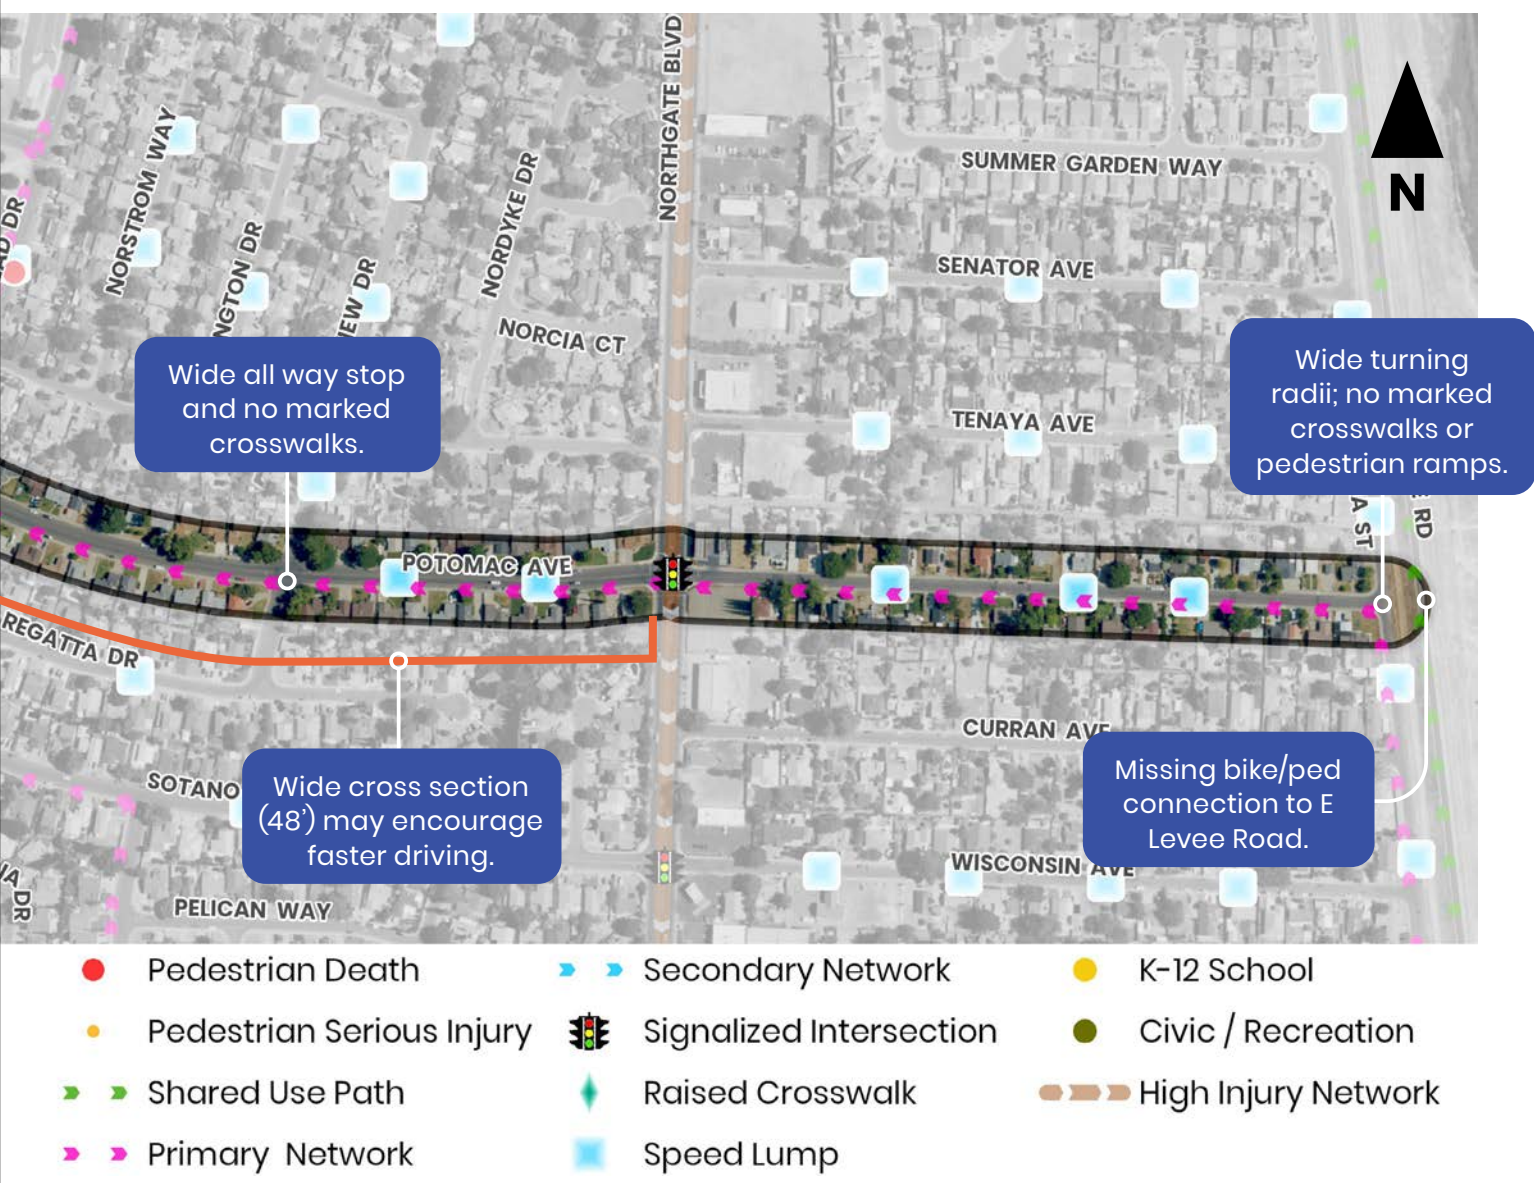 NORTHGATE BLVD
N
NORSTROM WAY
NORDYKE DR
SUMMER GARDEN WAY
SENATOR AVE
NGTON DR
IEW DR
AD DR
NORCIA CT
TENAYA AVE
Wide all way stop
and no marked
crosswalks.
Wide turning
radii; no marked
crosswalks or
pedestrian ramps.
A ST
E RD
POTOMAC AVE
REGATTA DR
CURRAN AVE
SOTANO
Wide cross section
(48’) may encourage
faster driving.
Missing bike/ped
connection to E
Levee Road.
WISCONSIN AVE
IA DR
PELICAN WAY
Pedestrian Death
Secondary Network
K-12 School
Pedestrian Serious Injury
Signalized Intersection
Civic / Recreation
Shared Use Path
Raised Crosswalk
High Injury Network
Primary Network
Speed Lump